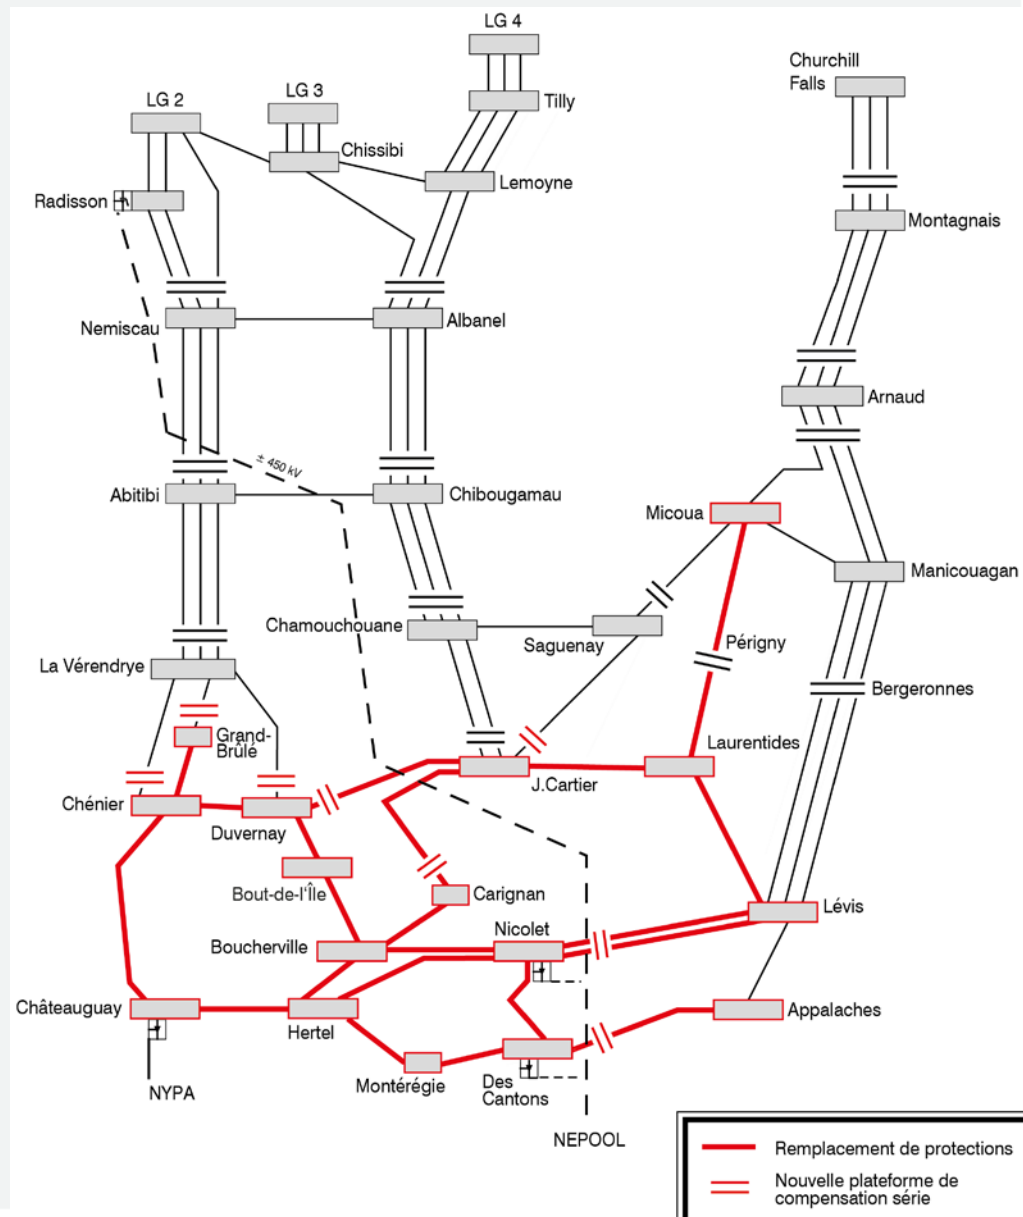 LG 4
Churchill
Falls
LG 2
LG 3
Tilly
Chissibi
Lemoyne
Radisson
Montagnais
Nemiscau
Albanel
Arnaud
± 450 kV
Abitibi
Chibougamau
Micoua
Manicouagan
Chamouchouane
Saguenay
Périgny
La Vérendrye
Bergeronnes
Grand-
Brûlé
Laurentides
J.Cartier
Chénier
Duvernay
Bout-de-l'Île
Carignan
Lévis
Nicolet
Boucherville
Châteauguay
Appalaches
Hertel
Montérégie
Des
Cantons
NYPA
NEPOOL
Remplacement de protections
Nouvelle plateforme de
compensation série